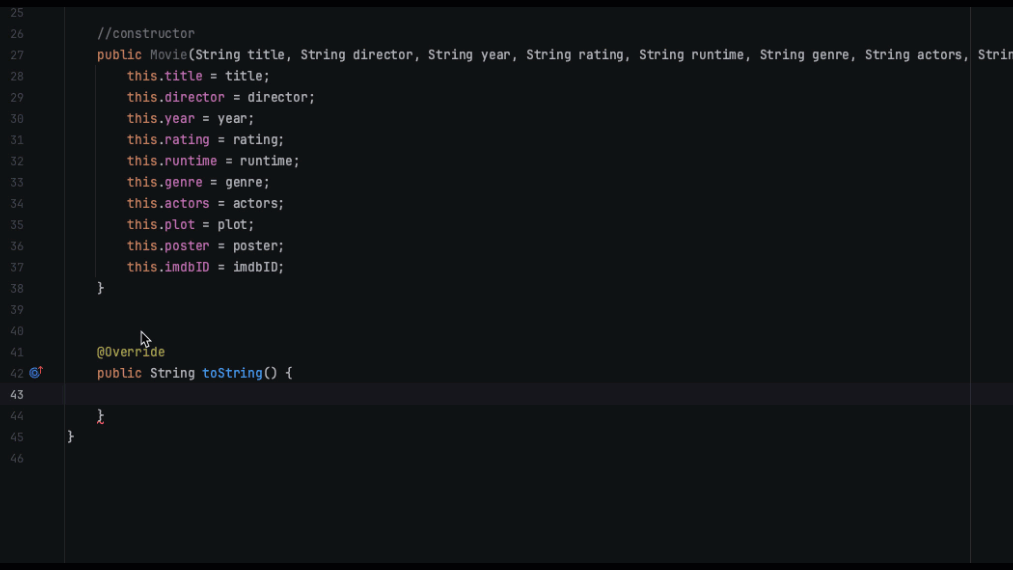 25
26 //constructor
27 public Movie(String title, String director, String year, String rating, String runtime, String genre, String actors,
28 this.title = title;
29 this.director = director;
30 this.year = year;
31 this.rating = rating;
32 this.runtime = runtime;
33 this.genre = genre;
34 this.actors = actors;
35 this.plot = plot;
36 this.poster = poster;
37 this.imdbID = imdbID;
38 }
39
40
41 @Override
42 public String toString() {
43
44 }
45 }
46